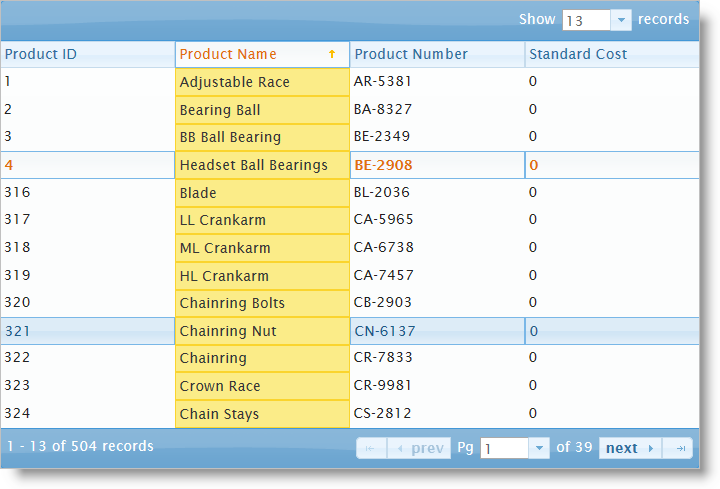 Show 13 records
Product ID Product Name Product Number Standard Cost
1 Adjustable Race AR-5381 0
2 Bearing Ball BA-8327 0
3 BB Ball Bearing BE-2349 0
4 Headset Ball Bearings BE-2908 0
316 Blade BL-2036 0
317 LL Crankarm CA-5965 0
318 ML Crankarm CA-6738 0
319 HL Crankarm CA-7457 0
320 Chainring Bolts CB-2903 0
321 Chainring Nut CN-6137 0
322 Chainring CR-7833 0
323 Crown Race CR-9981 0
324 Chain Stays CS-2812 0
1 - 13 of 504 records prev Pg 1 of 39 next